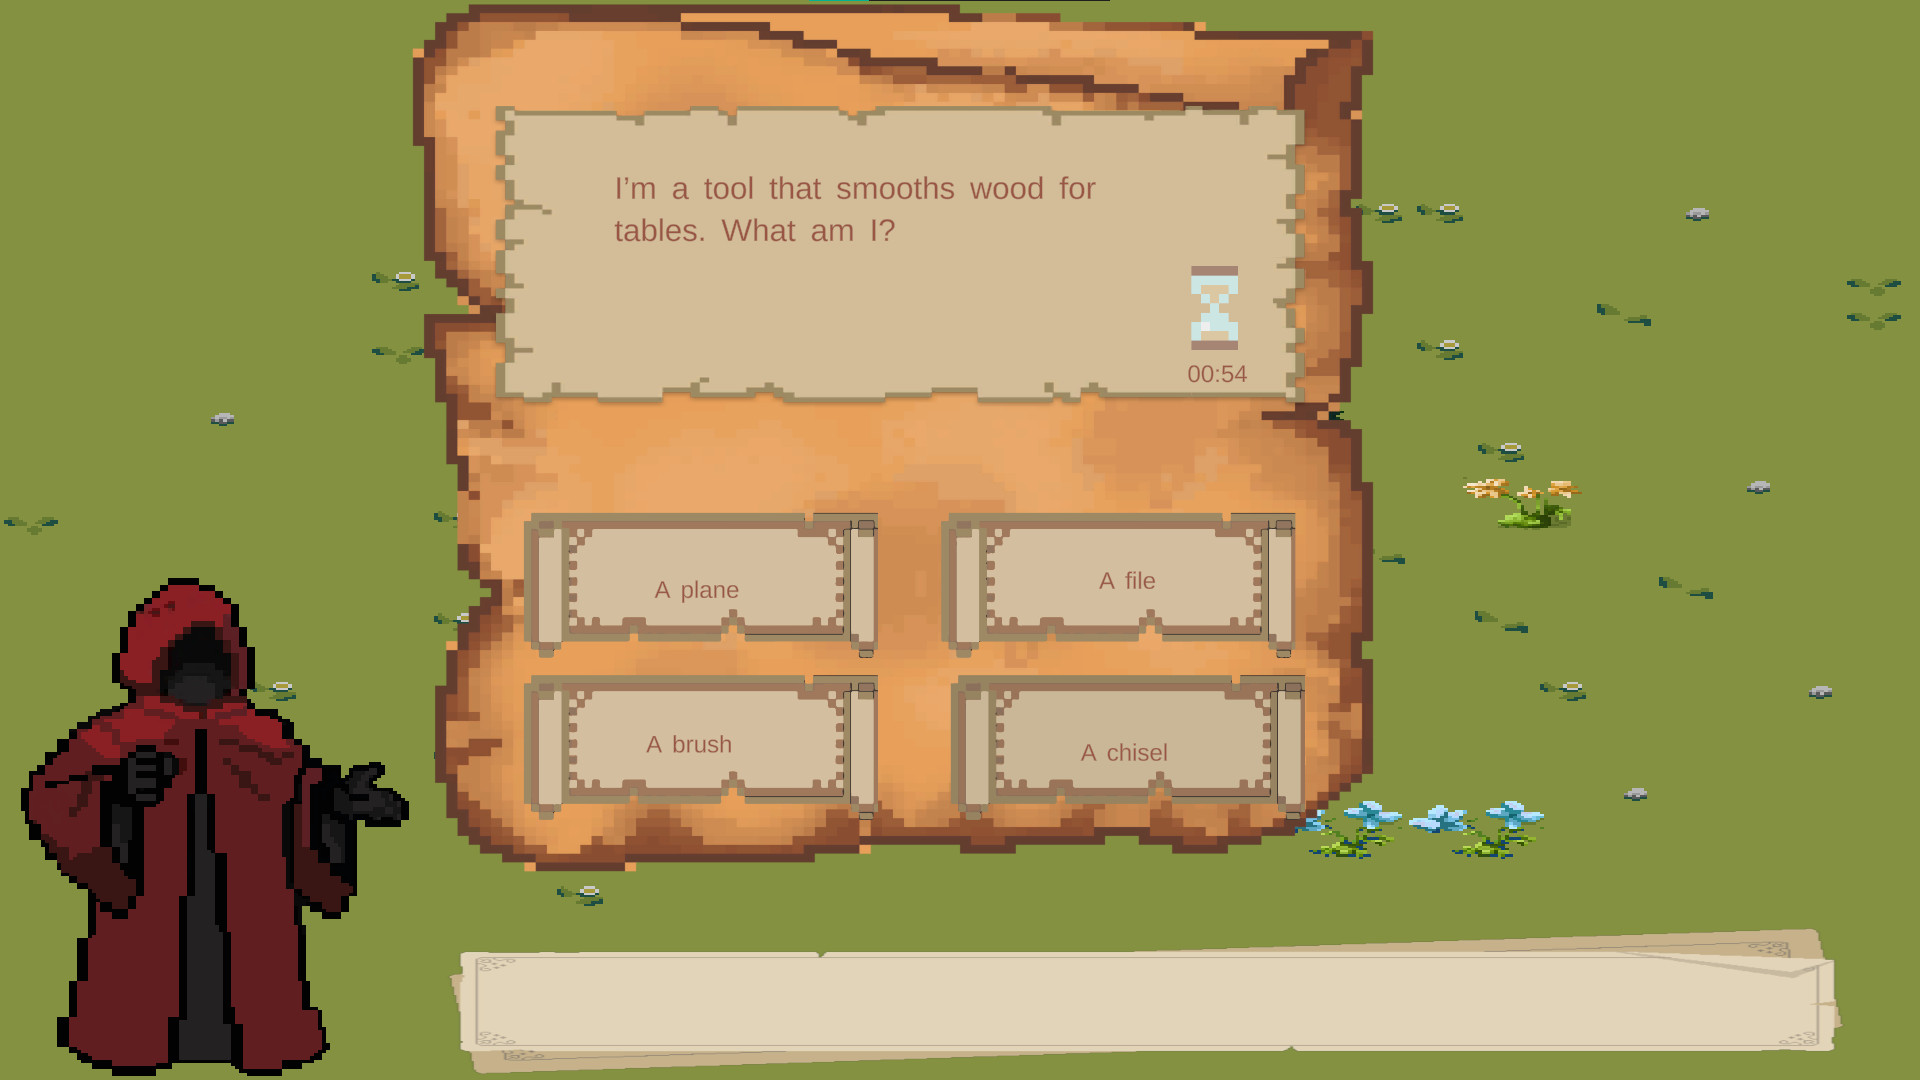 I’m a tool that smooths wood for
tables. What am I?
00:54
A plane
A file
A brush
A chisel